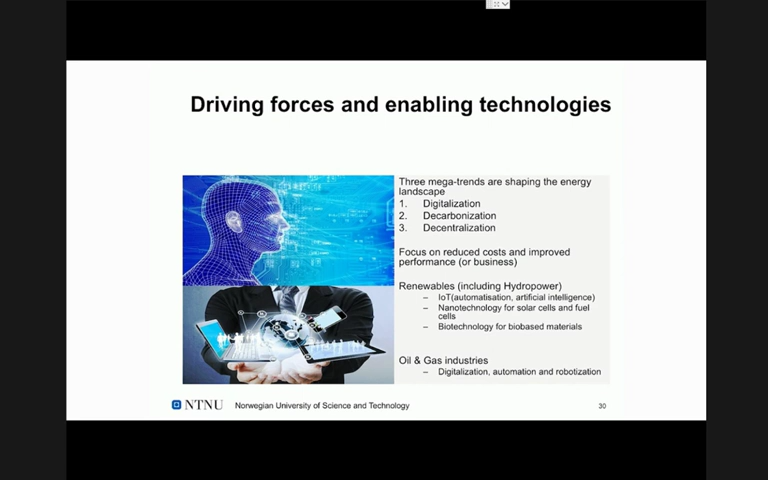 Driving forces and enabling technologies
Three mega-trends are shaping the energy
landscape
1. Digitalization
2. Decarbonization
3. Decentralization
Focus on reduced costs and improved
performance (or business)
Renewables (including Hydropower)
– IoT(automatisation, artificial intelligence)
– Nanotechnology for solar cells and fuel
cells
– Biotechnology for biobased materials
Oil & Gas industries
– Digitalization, automation and robotization
NTNU Norwegian University of Science and Technology 30